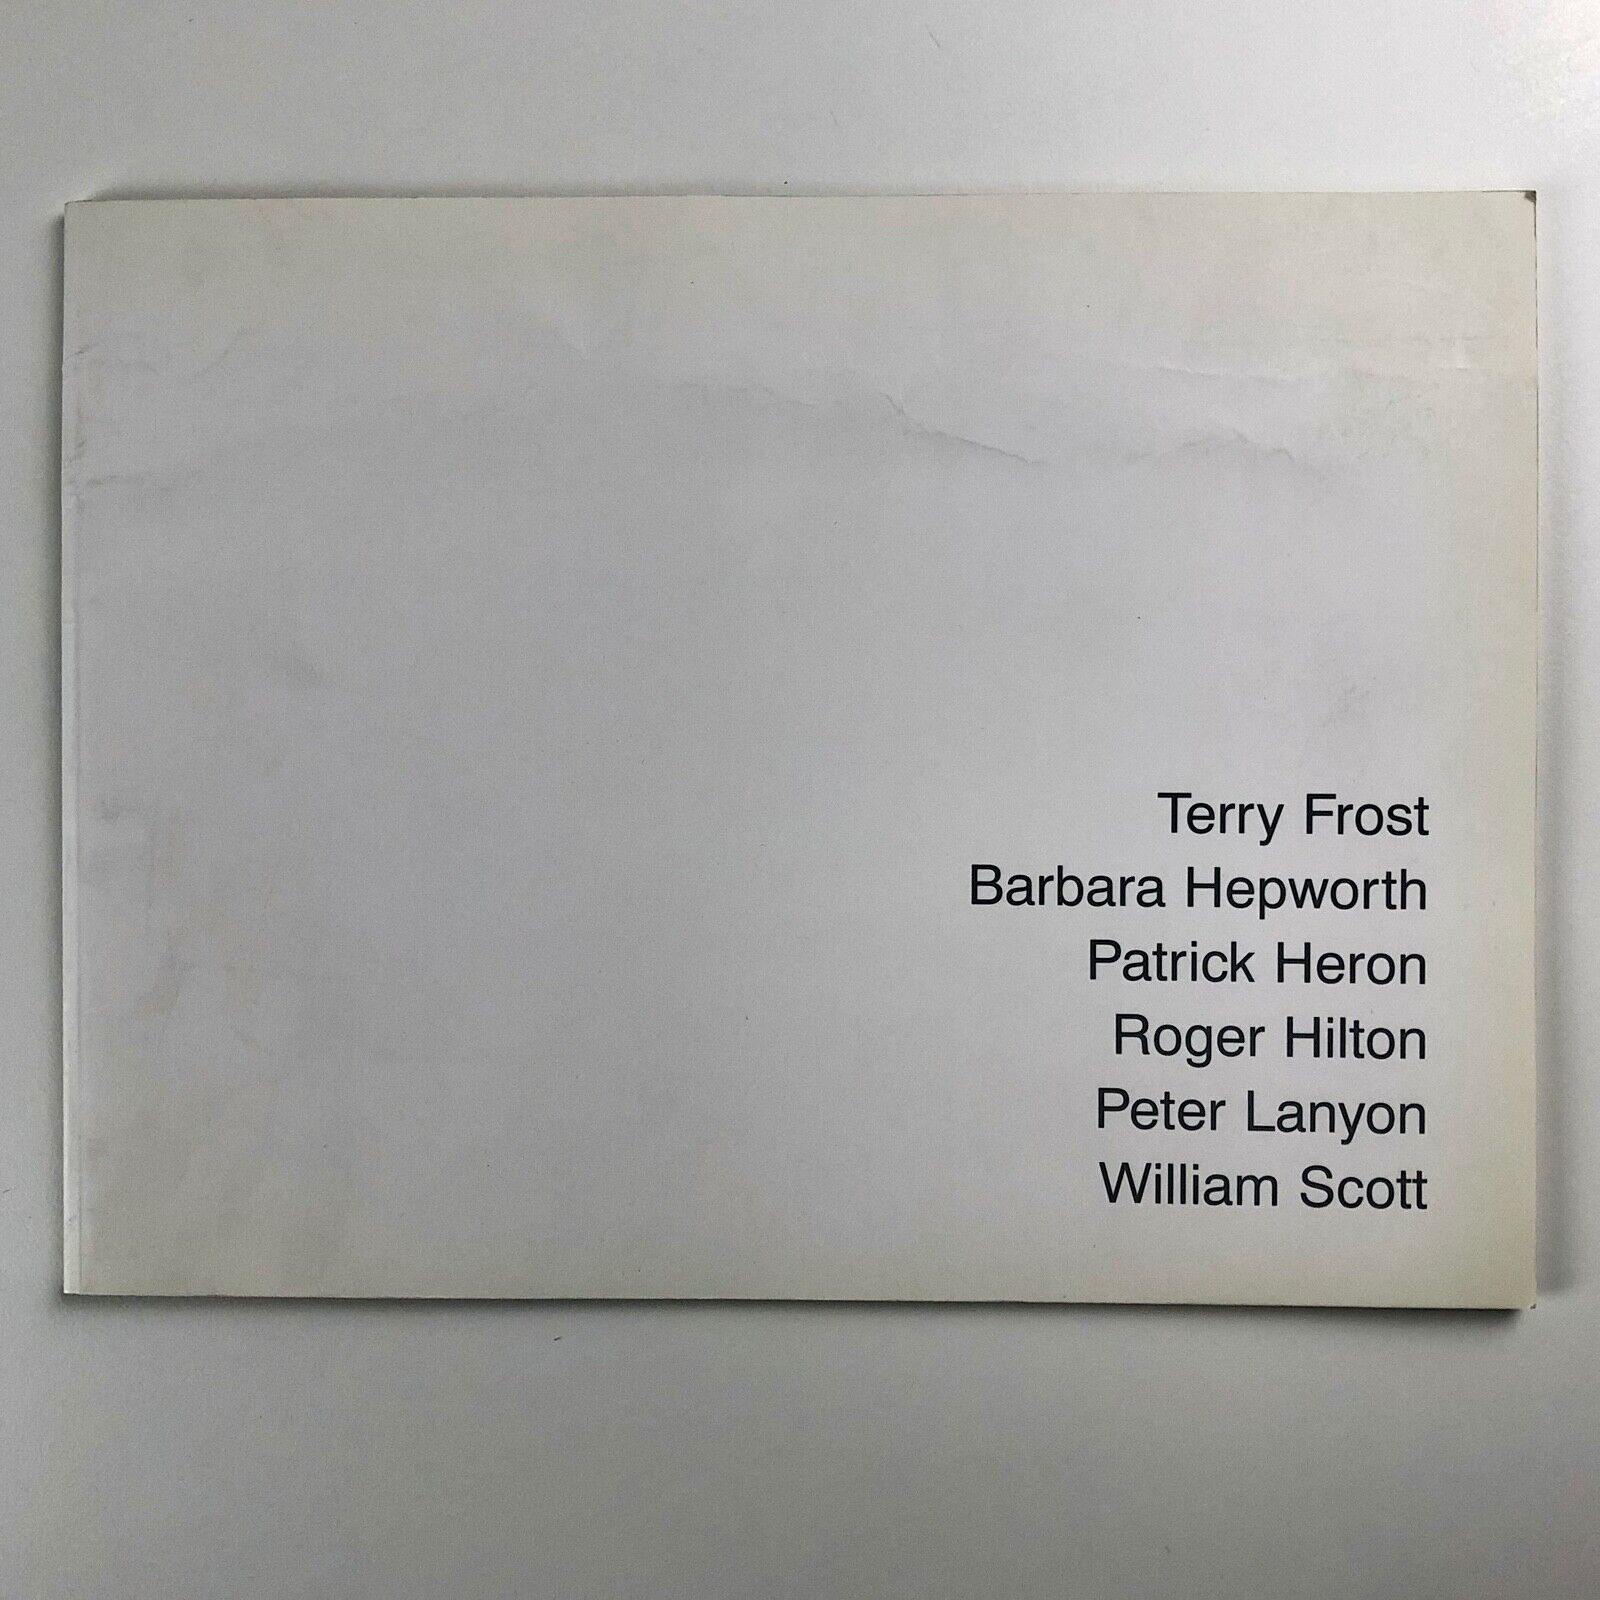 Terry Frost
Barbara Hepworth
Patrick Heron
Roger Hilton
Peter Lanyon
William Scott